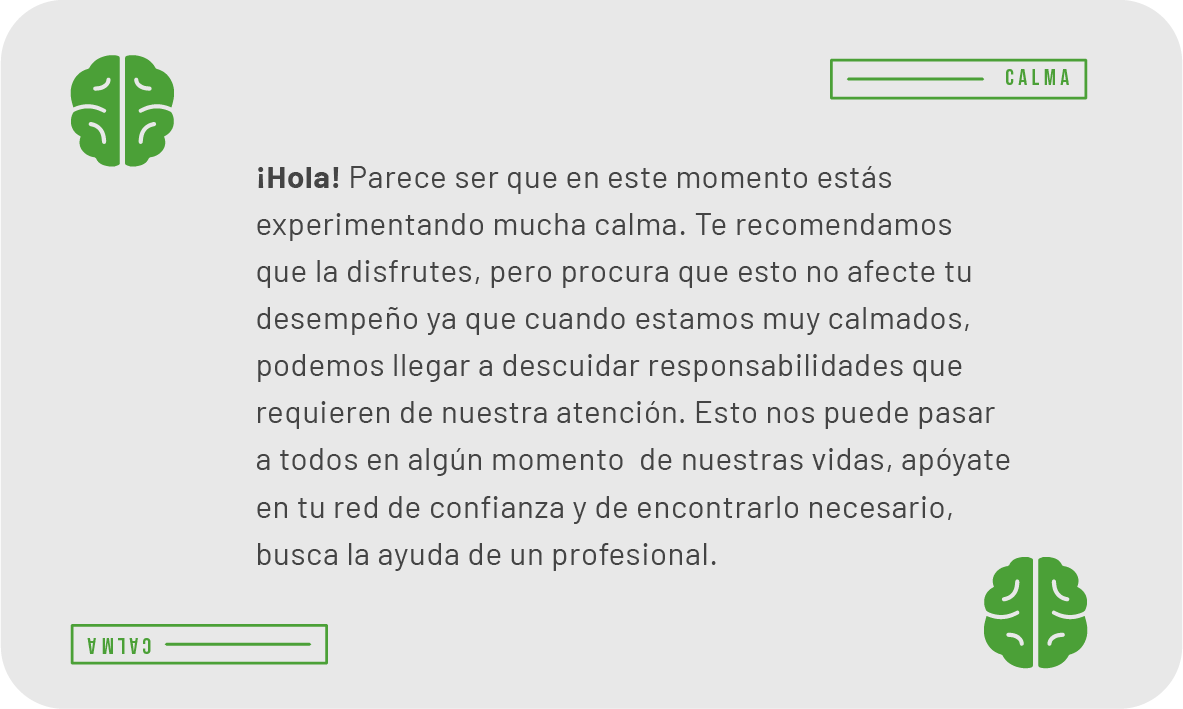 CALMA
¡Hola! Parece ser que en este momento estás
experimentando mucha calma. Te recomendamos
que la disfrutes, pero procura que esto no afecte tu
desempeño ya que cuando estamos muy calmados,
podemos llegar a descuidar responsabilidades que
requieren de nuestra atención. Esto nos puede pasar
a todos en algún momento  de nuestras vidas, apóyate
en tu red de confianza y de encontrarlo necesario,
busca la ayuda de un profesional.
CALMA